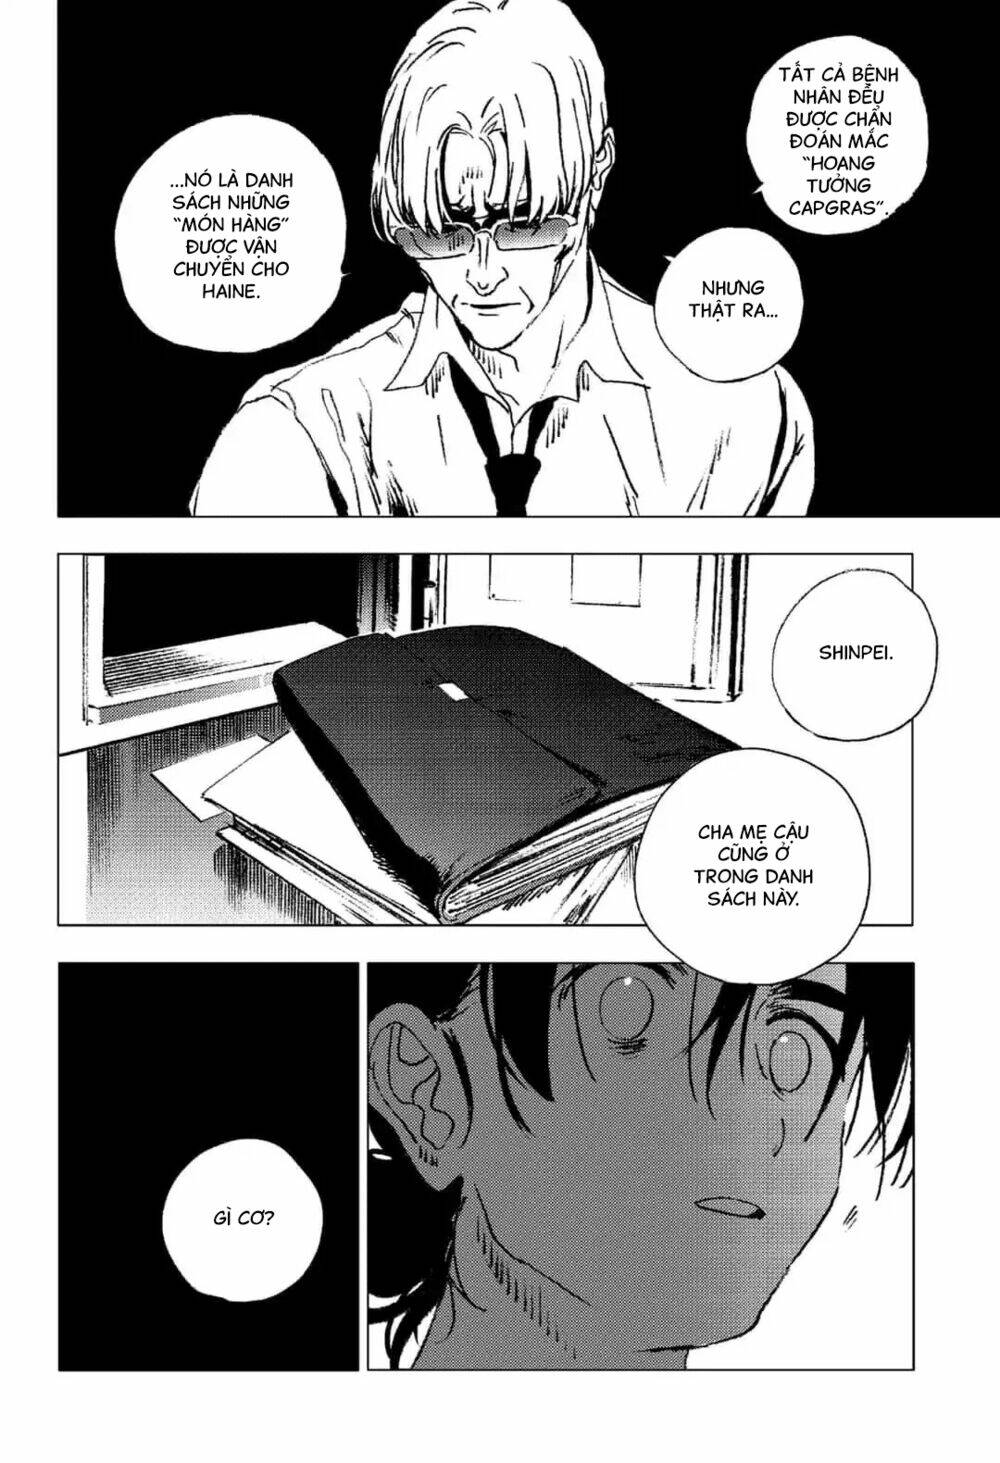 TẤT CẢ BỆNH
NHÂN ĐỀU
ĐƯỢC CHẨN
ĐOÁN MẮC
“HOANG
TƯỞNG
CAPGRAS”.
NHƯNG
THẬT RA...
...NÓ LÀ DANH
SÁCH NHỮNG
“MÓN HÀNG”
ĐƯỢC VẬN
CHUYỂN CHO
HAINE.
SHINPEI.
CHA MẸ CẬU
CŨNG Ở
TRONG DANH
SÁCH NÀY.
GÌ CƠ?